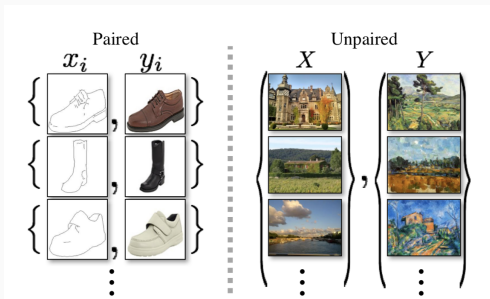 Paired
Unpaired
x_i
y_i
X
Y
{ , }
{ , }
{ , }
{ , }
⋮
⋮
⋮